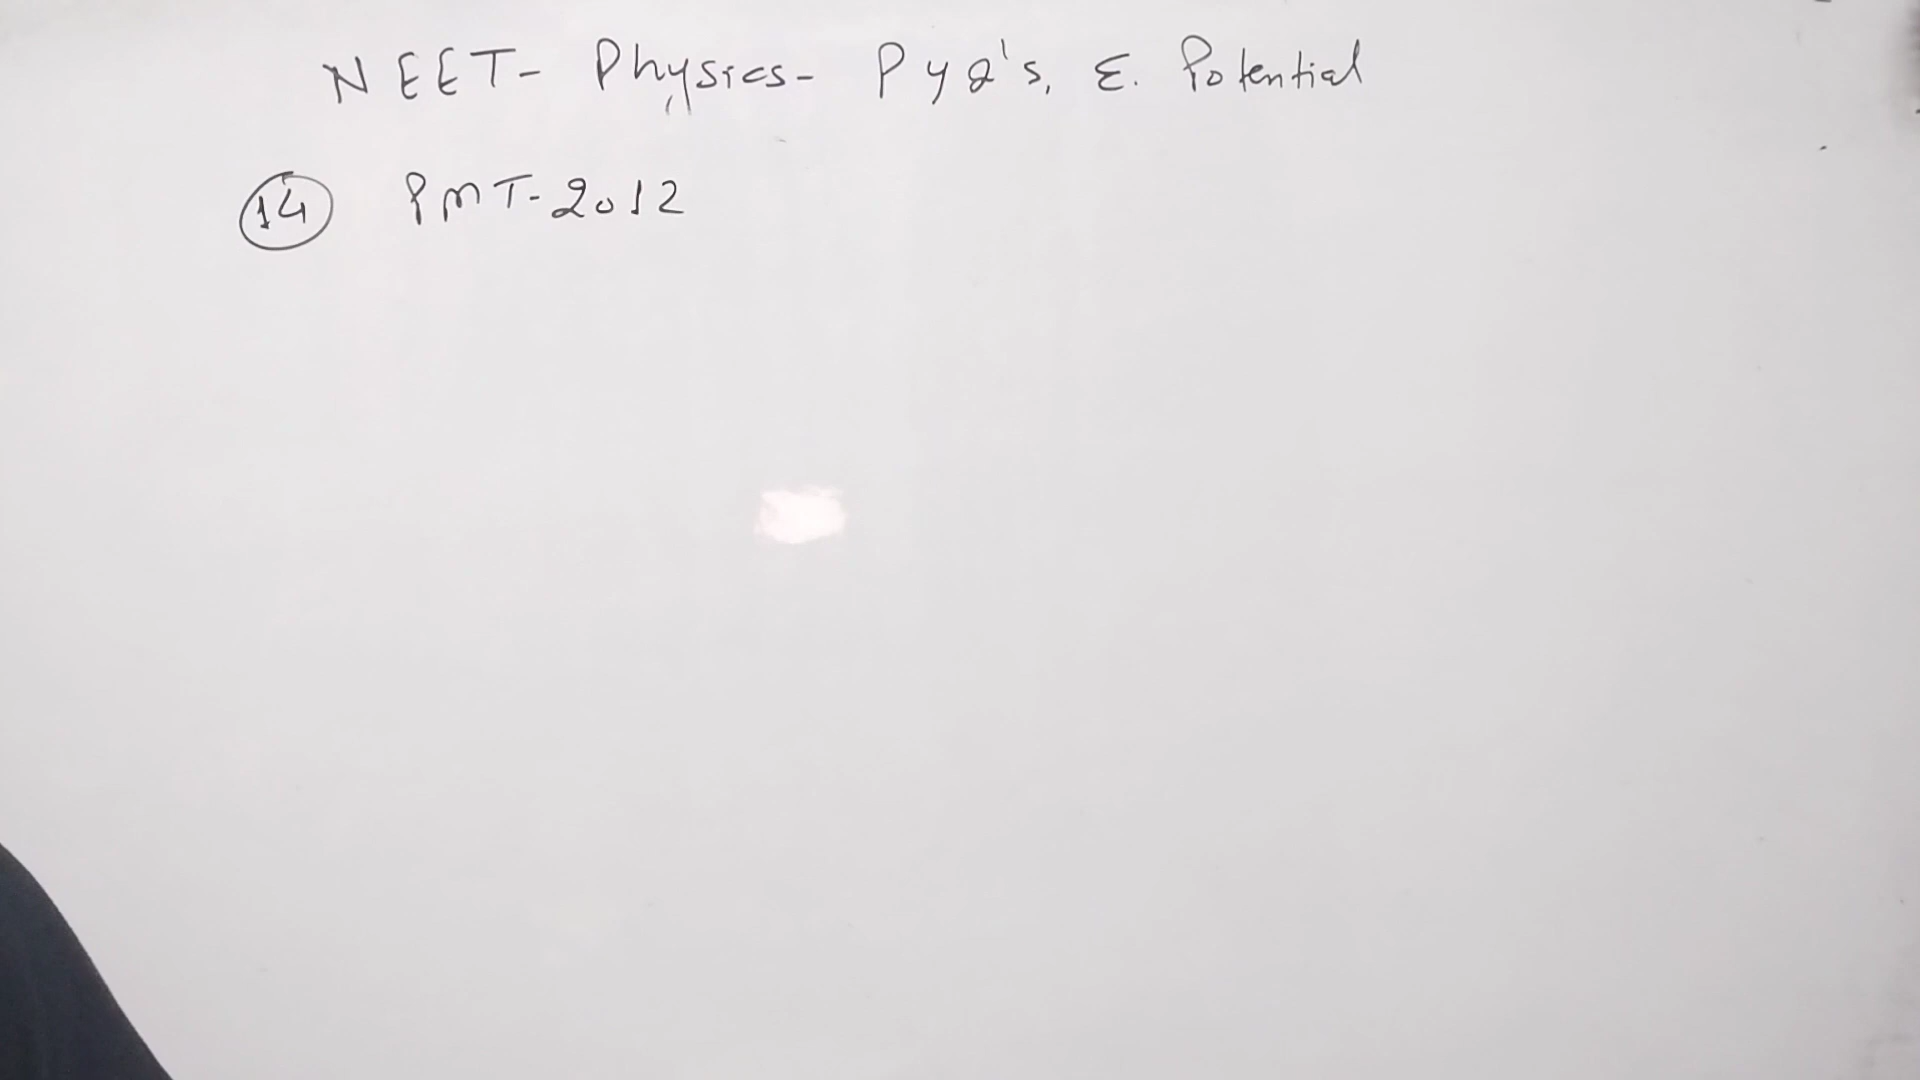 NEET- Physics- PYQ's, E. Potential
14 PMT-2012